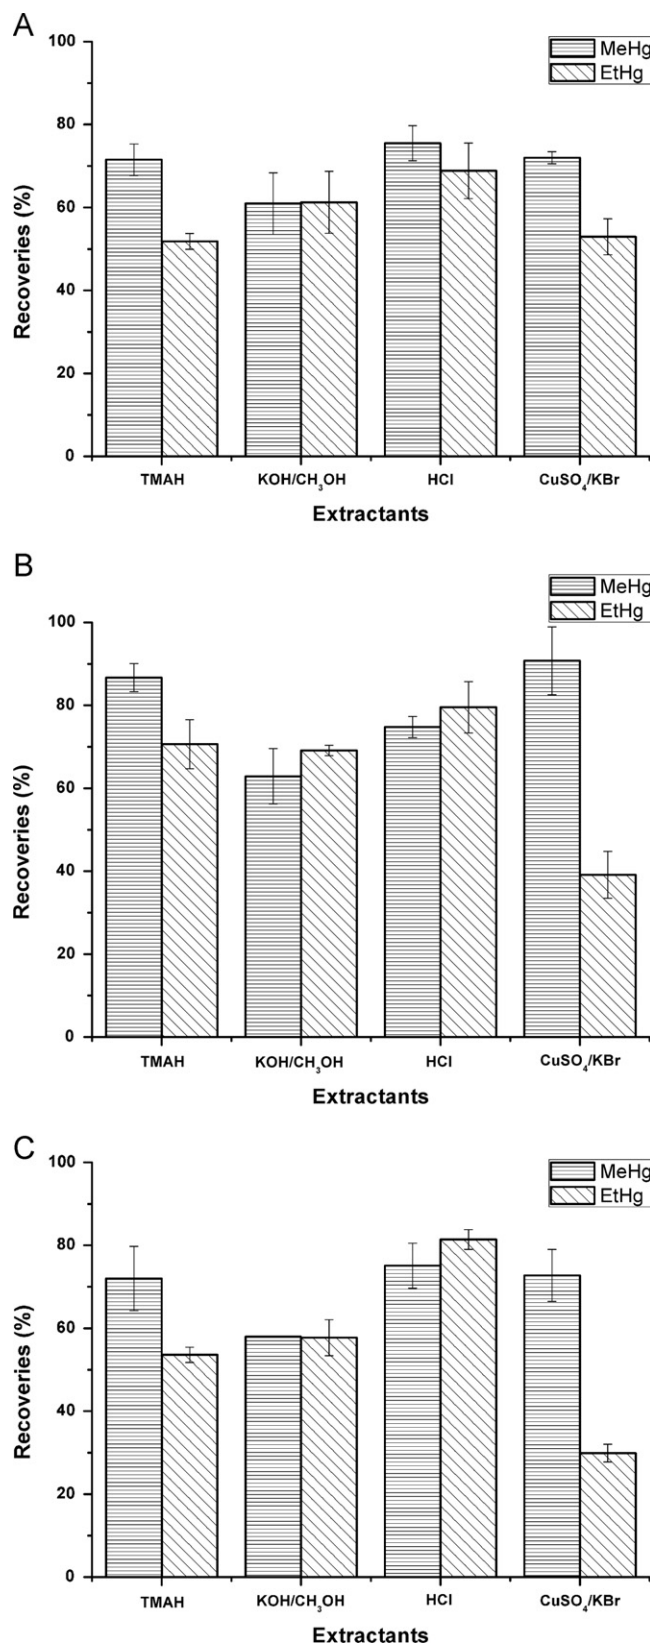 A
MeHg
EtHg
100
80
60
40
20
0
Recoveries (%)
TMAH KOH/CH₃OH HCl CuSO₄/KBr
Extractants
B
MeHg
EtHg
100
80
60
40
20
0
Recoveries (%)
TMAH KOH/CH₃OH HCl CuSO₄/KBr
Extractants
C
MeHg
EtHg
100
80
60
40
20
0
Recoveries (%)
TMAH KOH/CH₃OH HCl CuSO₄/KBr
Extractants